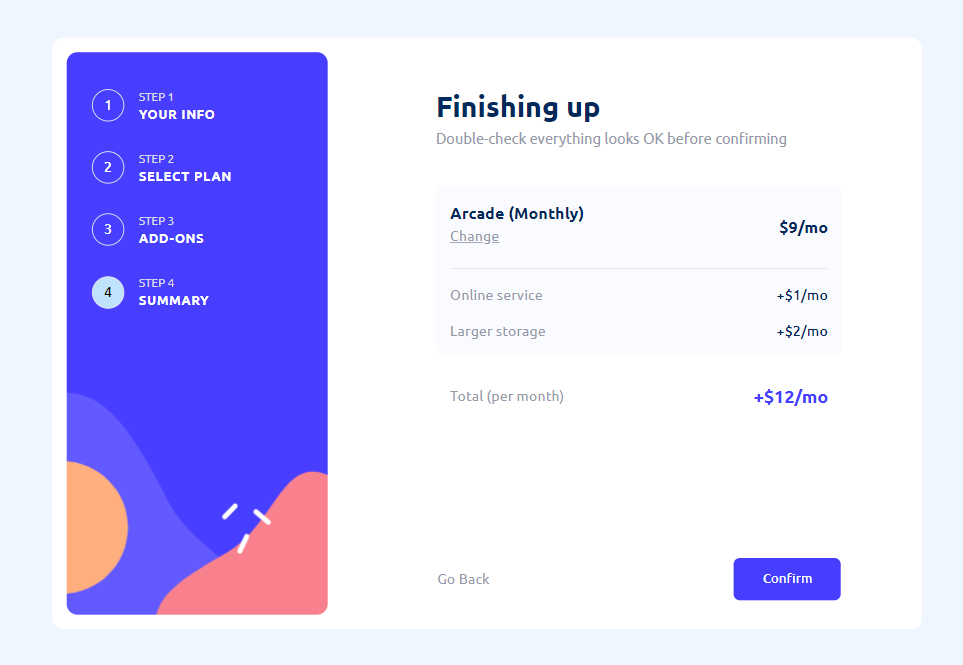 1
STEP 1
YOUR INFO
2
STEP 2
SELECT PLAN
3
STEP 3
ADD-ONS
4
STEP 4
SUMMARY
Finishing up
Double-check everything looks OK before confirming
Arcade (Monthly)
Change
$9/mo
Online service +$1/mo
Larger storage +$2/mo
Total (per month) +$12/mo
Go Back Confirm